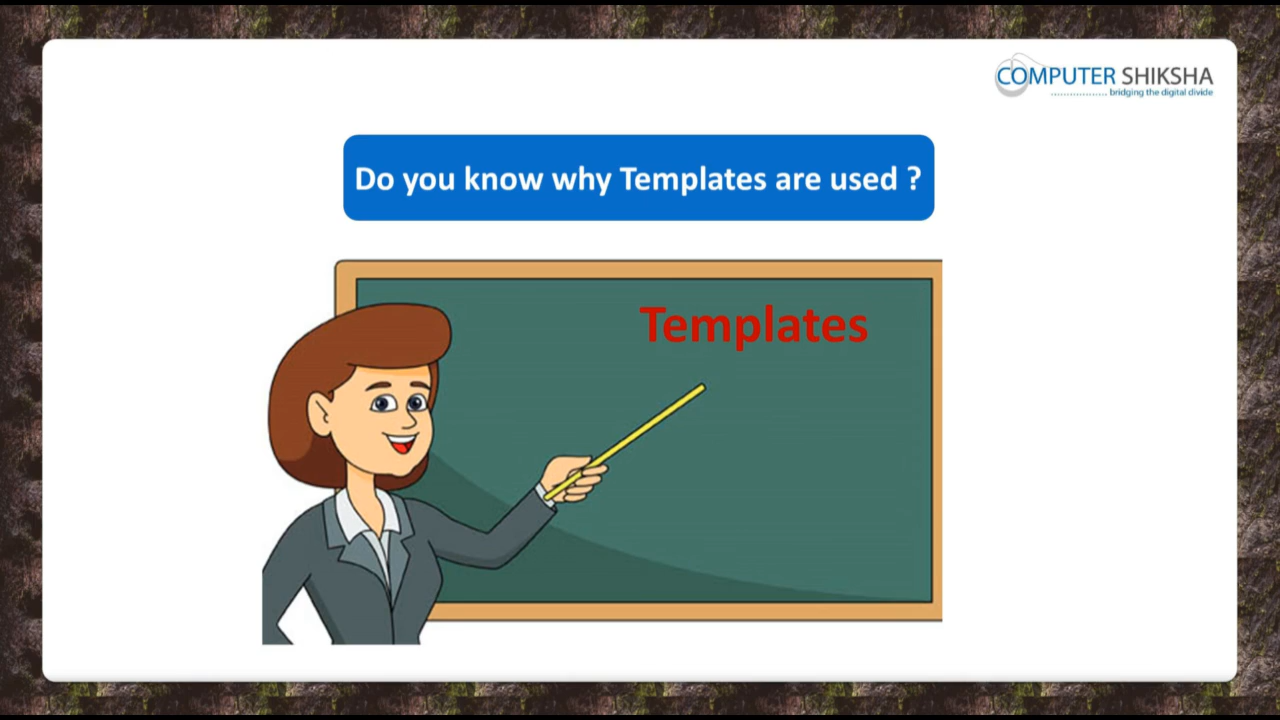 COMPUTER SHIKSHA
bridging the digital divide
Do you know why Templates are used ?
Templates